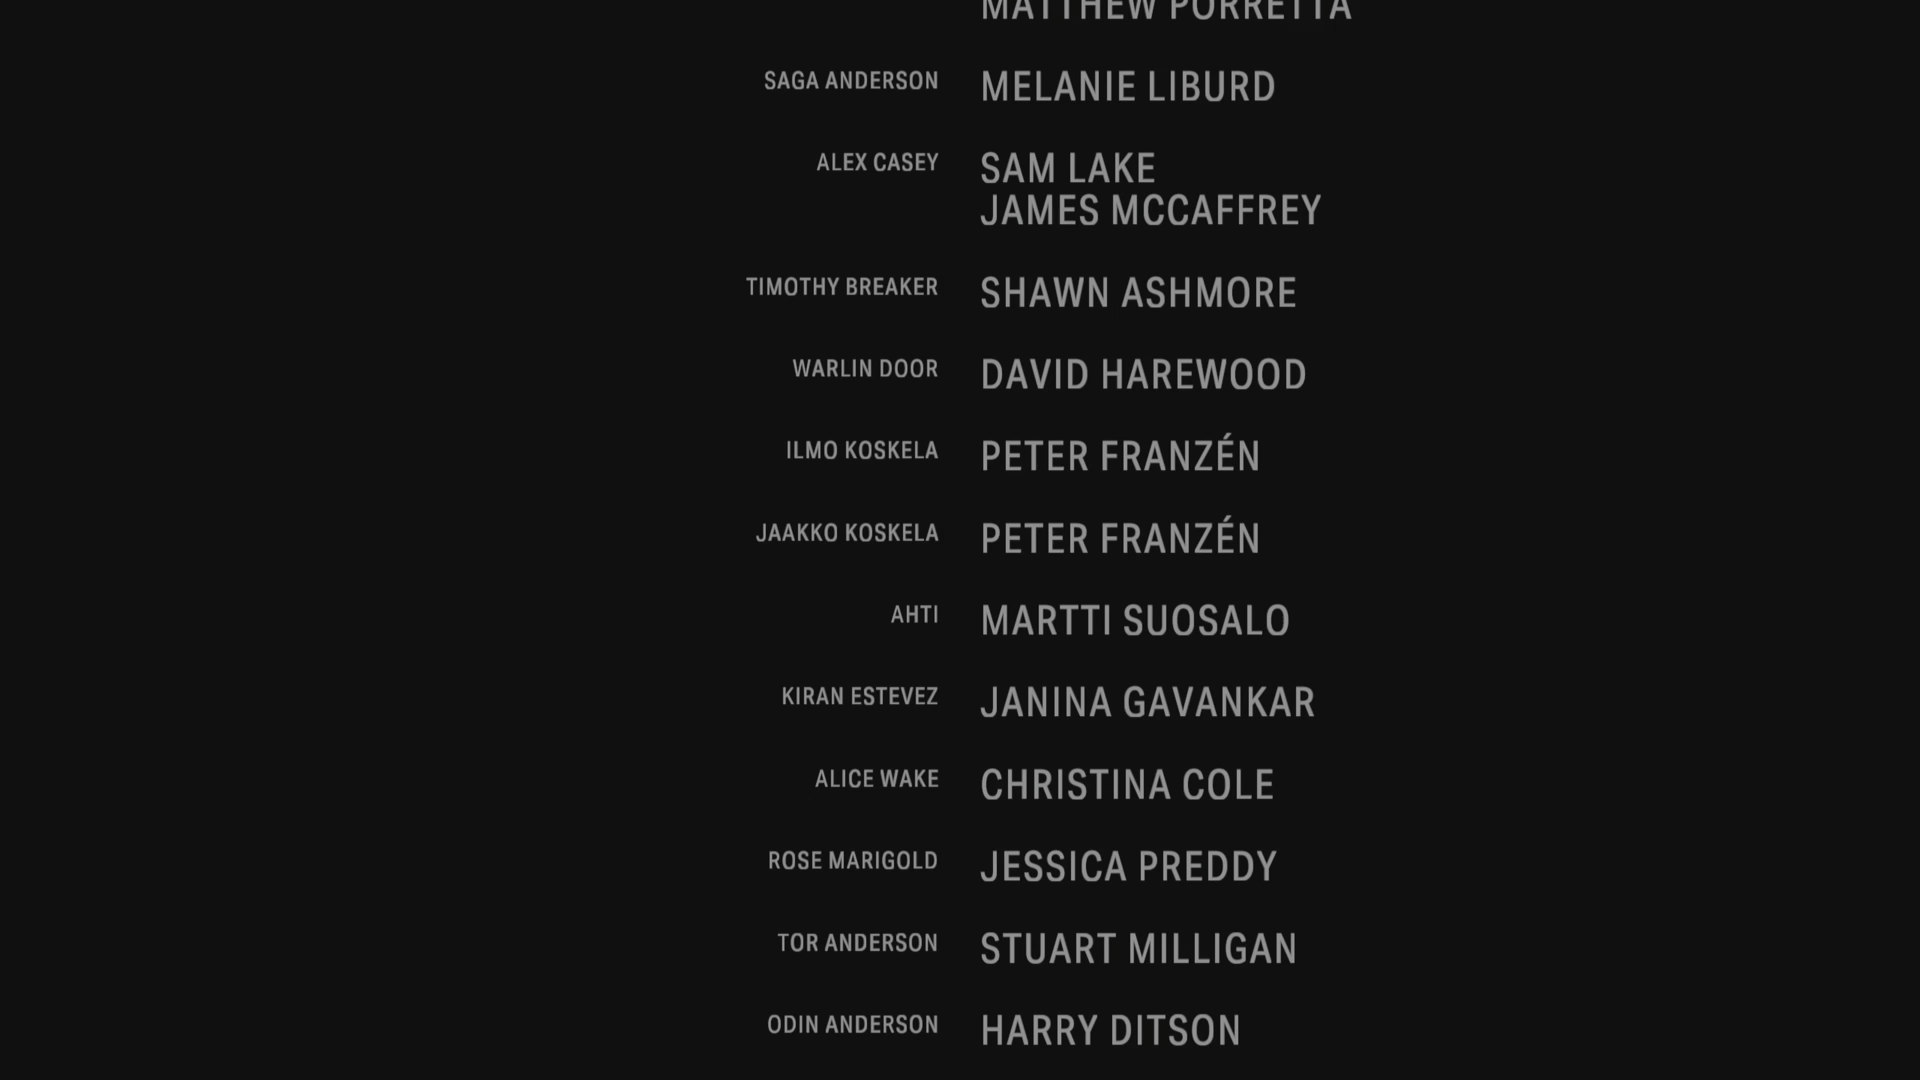 MATTHEW PORRETTA
SAGA ANDERSON MELANIE LIBURD
ALEX CASEY SAM LAKE
JAMES MCCAFFREY
TIMOTHY BREAKER SHAWN ASHMORE
WARLIN DOOR DAVID HAREWOOD
ILMO KOSKELA PETER FRANZÉN
JAAKKO KOSKELA PETER FRANZÉN
AHTI MARTTI SUOSALO
KIRAN ESTEVEZ JANINA GAVANKAR
ALICE WAKE CHRISTINA COLE
ROSE MARIGOLD JESSICA PREDDY
TOR ANDERSON STUART MILLIGAN
ODIN ANDERSON HARRY DITSON